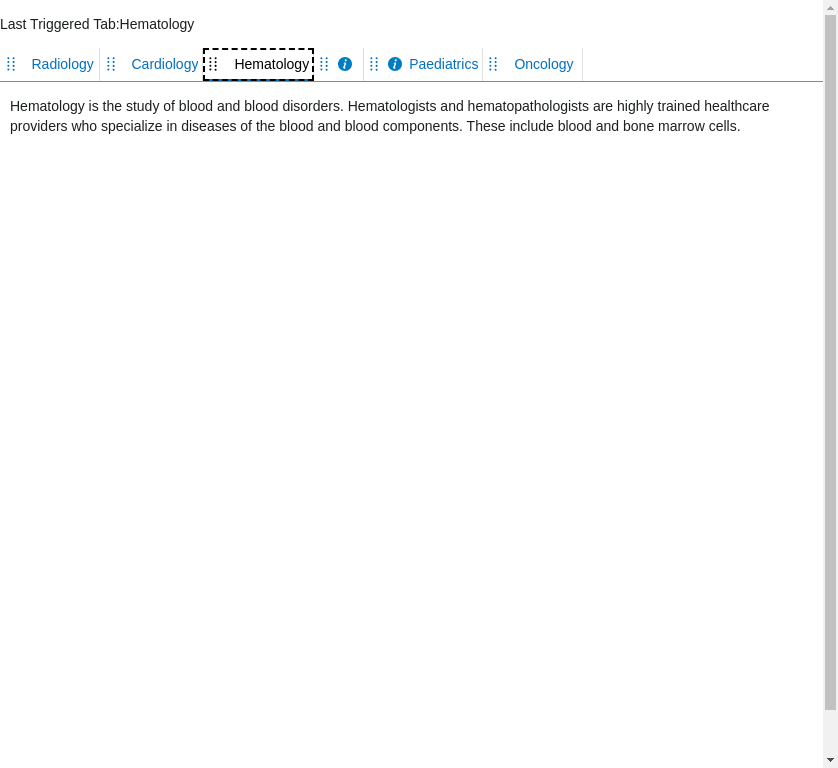 Last Triggered Tab:Hematology
Radiology Cardiology Hematology Paediatrics Oncology
Hematology is the study of blood and blood disorders. Hematologists and hematopathologists are highly trained healthcare
providers who specialize in diseases of the blood and blood components. These include blood and bone marrow cells.